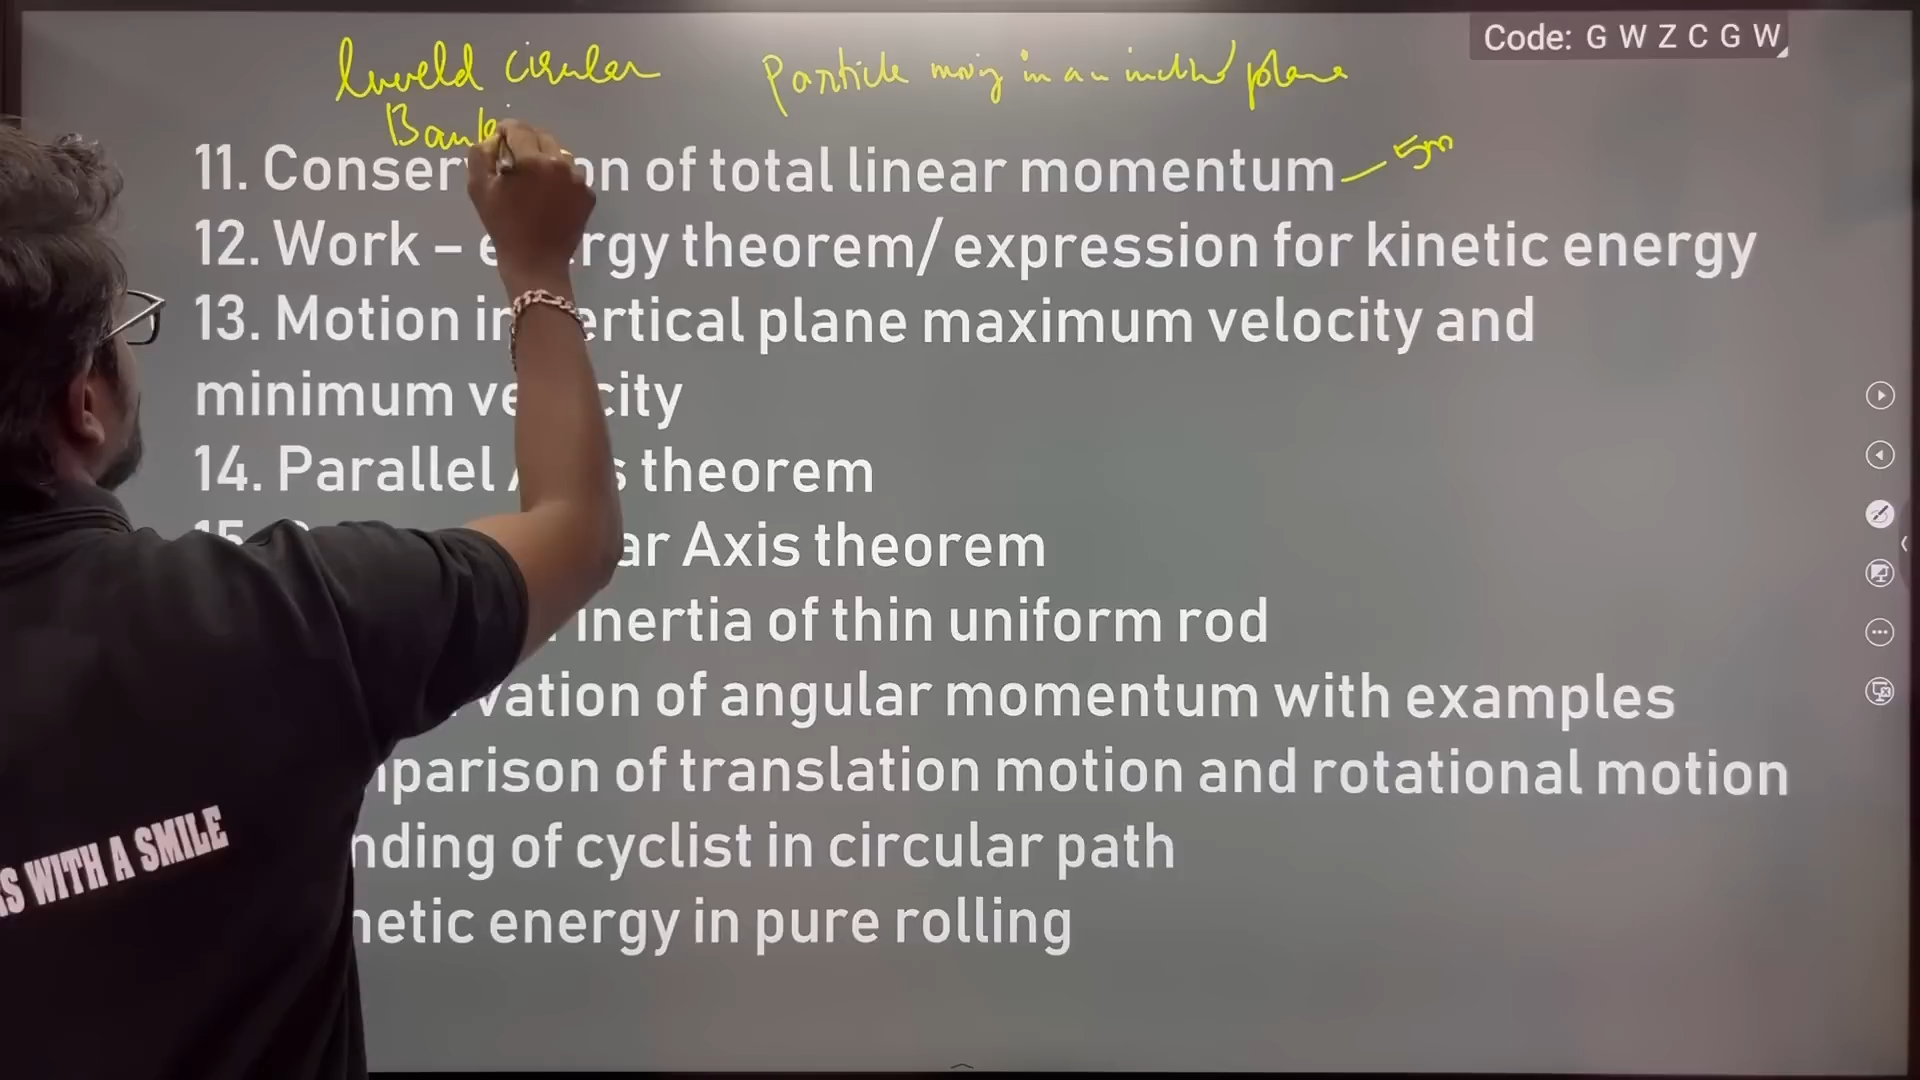 Code: G W Z C G W
circular Particle moving in an inclined plane
Bank
11. Conser on of total linear momentum 5m
12. Work – e rgy theorem/ expression for kinetic energy
13. Motion in ertical plane maximum velocity and
minimum ve city
14. Parallel s theorem
15. ar Axis theorem
inertia of thin uniform rod
vation of angular momentum with examples
mparison of translation motion and rotational motion
nding of cyclist in circular path
netic energy in pure rolling
S WITH A SMILE